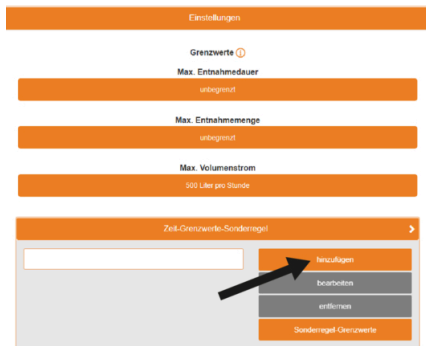 Einstellungen
Grenzwerte
Max. Entnahmedauer
unbegrenzt
Max. Entnahmemenge
unbegrenzt
Max. Volumenstrom
500 Liter pro Stunde
Zeit-Grenzwerte-Sonderregel
hinzufügen
bearbeiten
entfernen
Sonderregel-Grenzwerte